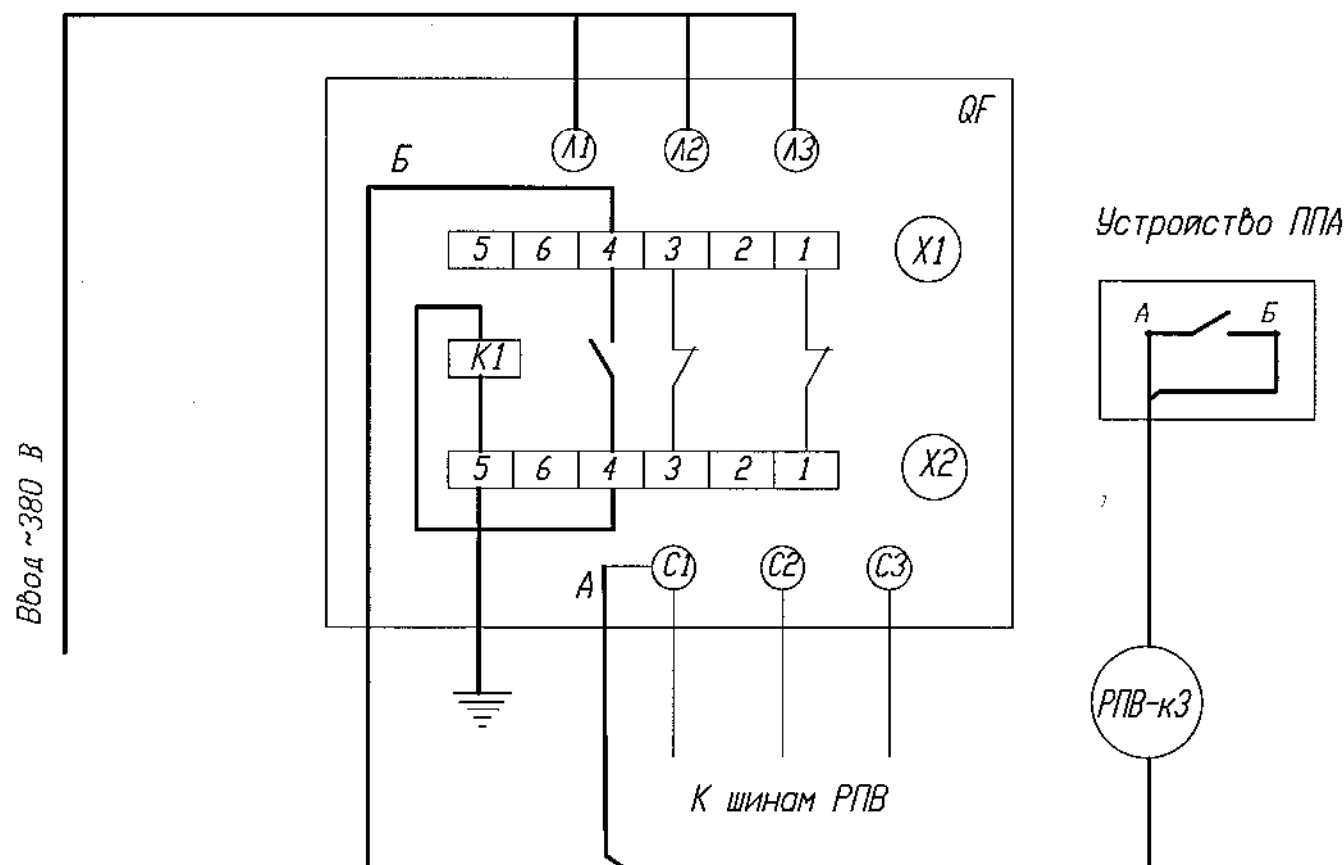 QF
Л1 Л2 Л3
Б
5 6 4 3 2 1
X1
Устройство ППА
А Б
К1
5 6 4 3 2 1
X2
Ввод ~380 В
А
С1 С2 С3
РПВ-к3
К шинам РПВ